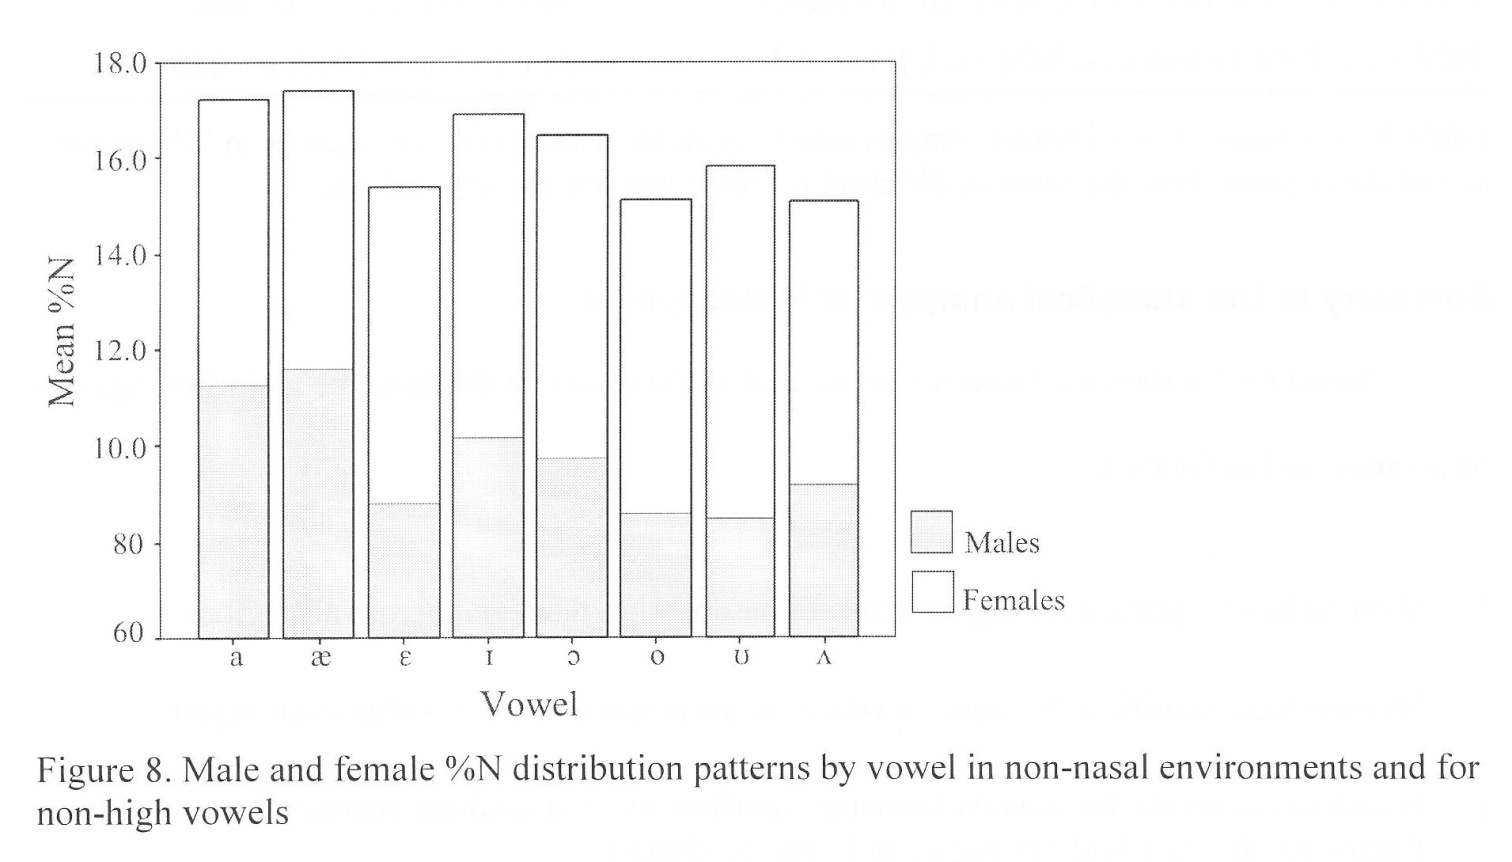 18.0
16.0
14.0
12.0
10.0
80
60
Mean %N
a æ ɛ ɪ ɔ o ʊ ʌ
Vowel
Males
Females
Figure 8. Male and female %N distribution patterns by vowel in non-nasal environments and for
non-high vowels